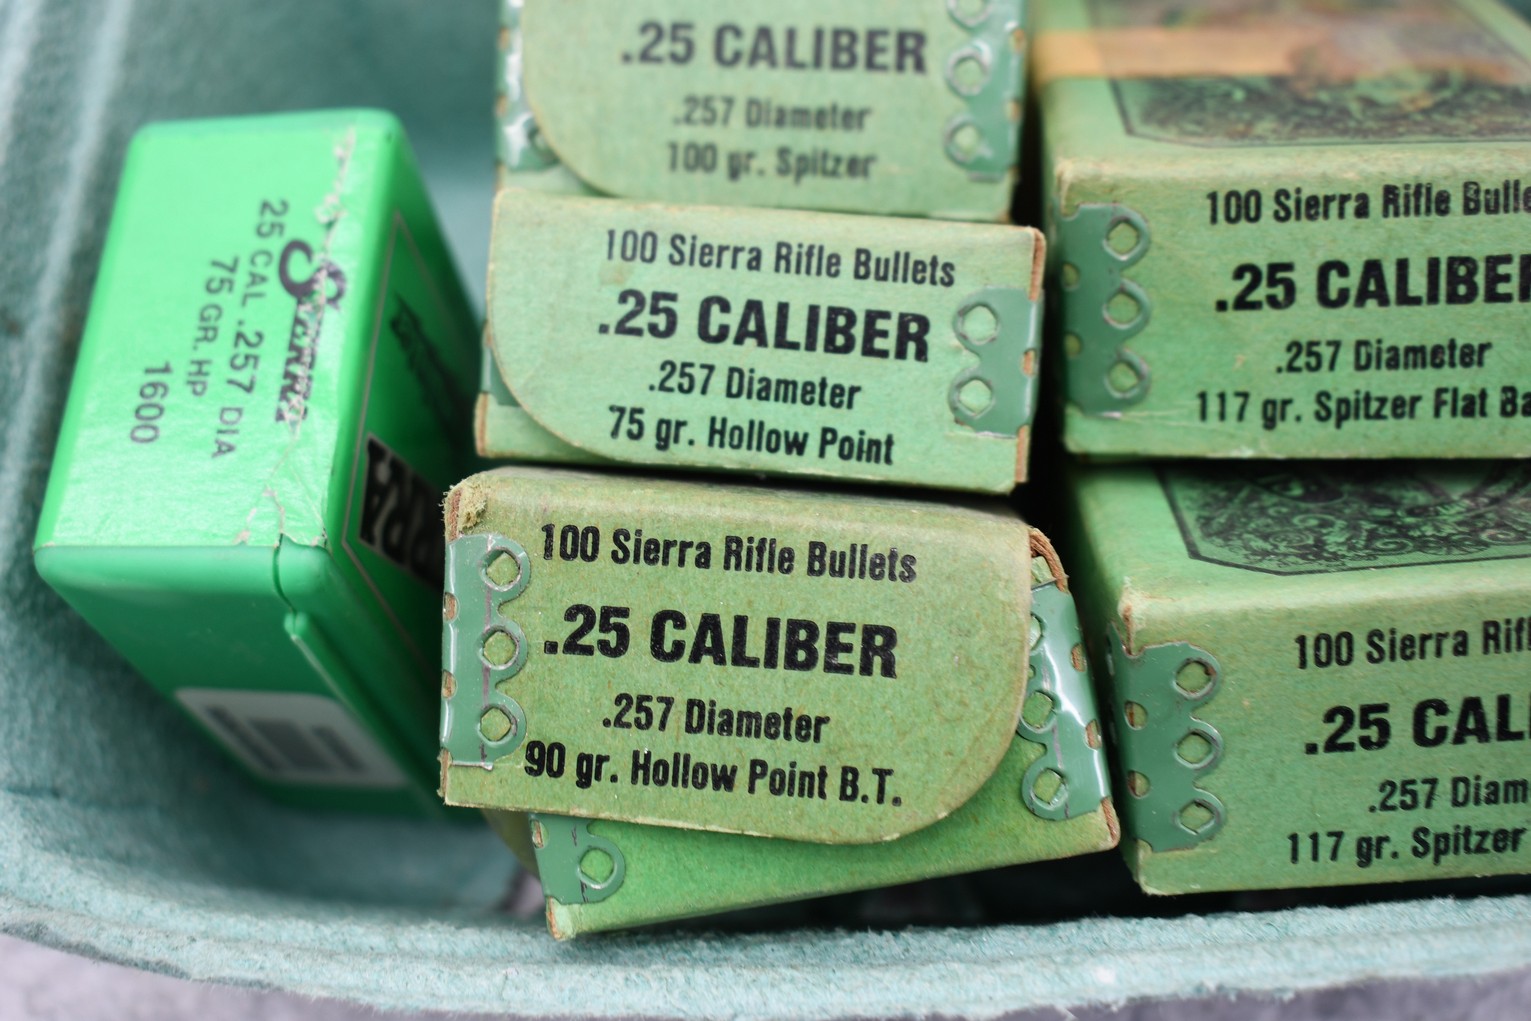 SIERRA
25 CAL .257 DIA
75 GR. HP
1600
.25 CALIBER
.257 Diameter
100 gr. Spitzer
100 Sierra Rifle Bullets
.25 CALIBER
.257 Diameter
75 gr. Hollow Point
100 Sierra Rifle Bullets
.25 CALIBER
.257 Diameter
90 gr. Hollow Point B.T.
100 Sierra Rifle Bulle
.25 CALIBER
.257 Diameter
117 gr. Spitzer Flat Ba
100 Sierra Rifl
.25 CAL
.257 Diam
117 gr. Spitzer